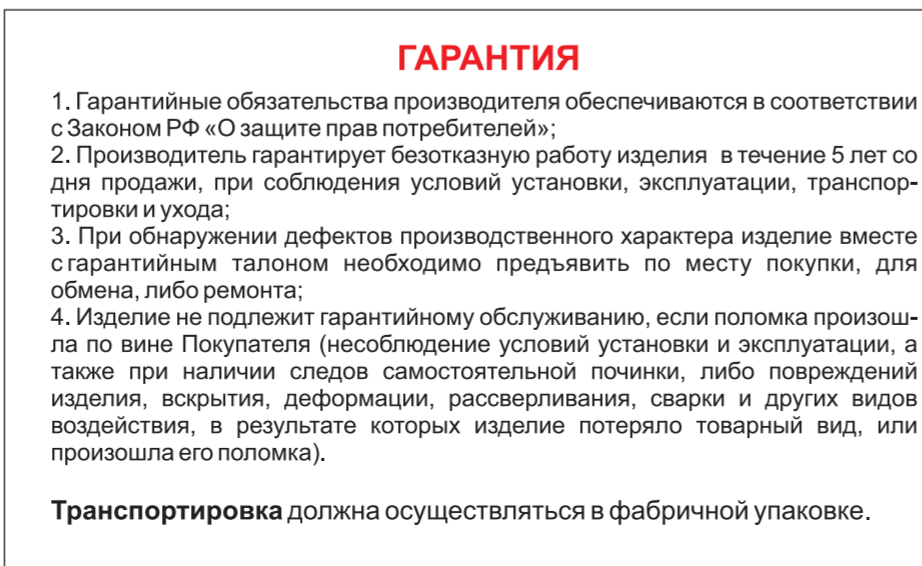 ГАРАНТИЯ
1. Гарантийные обязательства производителя обеспечиваются в соответствии
с Законом РФ «О защите прав потребителей»;
2. Производитель гарантирует безотказную работу изделия в течение 5 лет со
дня продажи, при соблюдения условий установки, эксплуатации, транспор-
тировки и ухода;
3. При обнаружении дефектов производственного характера изделие вместе
с гарантийным талоном необходимо предъявить по месту покупки, для
обмена, либо ремонта;
4. Изделие не подлежит гарантийному обслуживанию, если поломка произош-
ла по вине Покупателя (несоблюдение условий установки и эксплуатации, а
также при наличии следов самостоятельной починки, либо повреждений
изделия, вскрытия, деформации, рассверливания, сварки и других видов
воздействия, в результате которых изделие потеряло товарный вид, или
произошла его поломка).
Транспортировка должна осуществляться в фабричной упаковке.